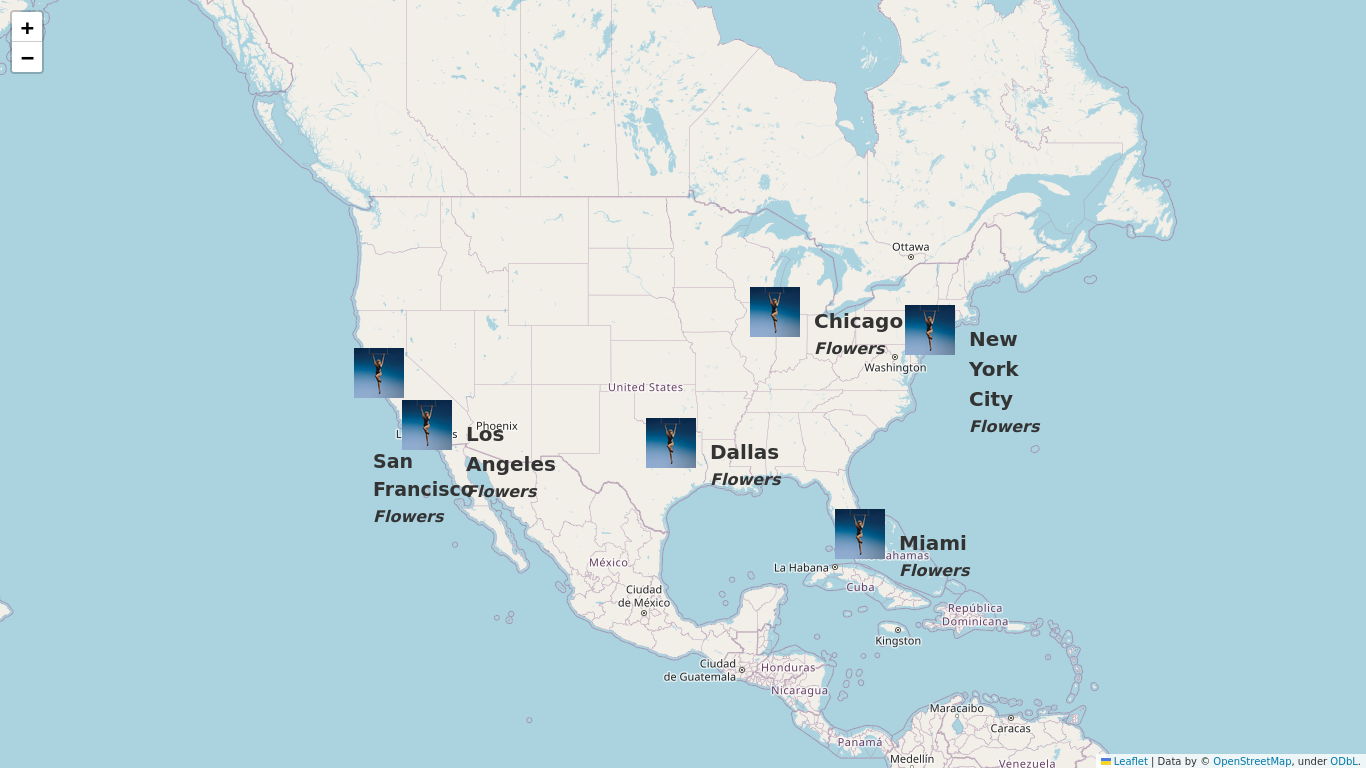 +
−
Ottawa
Chicago
Flowers
New
York
City
Flowers
Washington
United States
Phoenix
Los
Angeles
Flowers
San
Francisco
Flowers
Dallas
Flowers
Miami
Flowers
México
La Habana
Cuba
Ciudad
de México
República
Dominicana
Kingston
Ciudad
de Guatemala
Honduras
Nicaragua
Maracaibo
Caracas
Panamá
Medellín
Venezuela
Leaflet | Data by © OpenStreetMap, under ODbL.